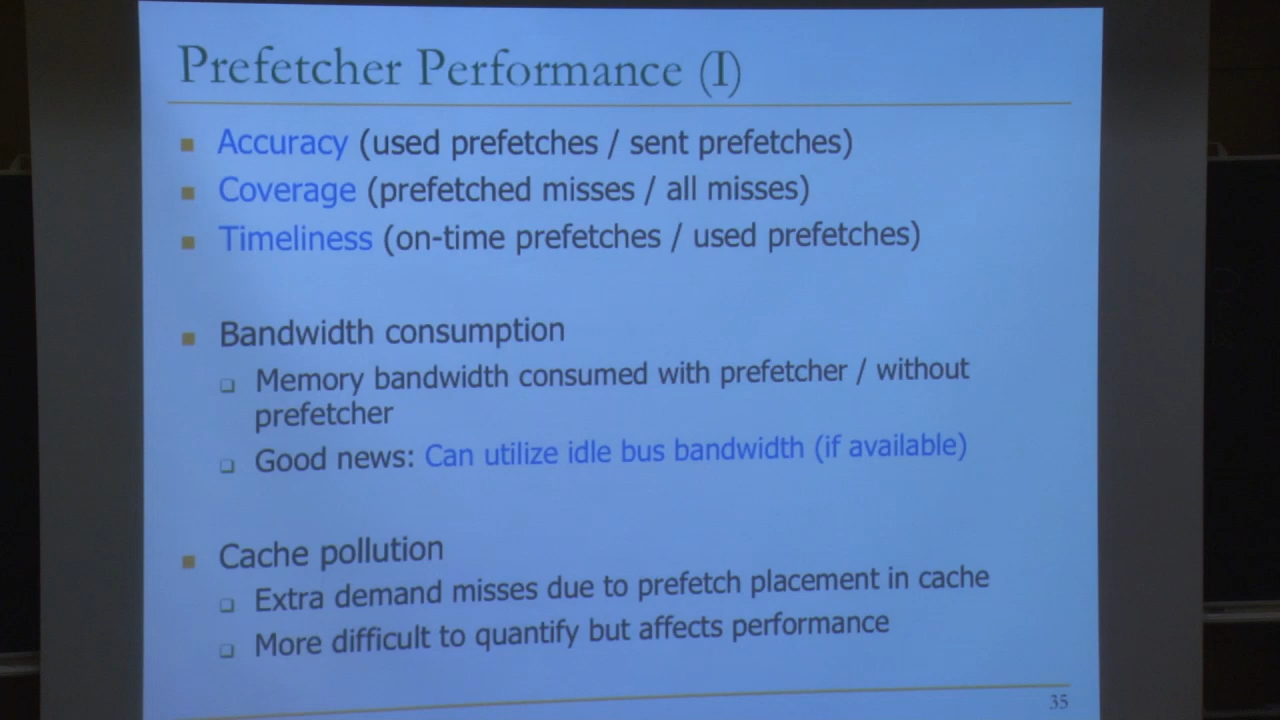 Prefetcher Performance (I)
Accuracy (used prefetches / sent prefetches)
Coverage (prefetched misses / all misses)
Timeliness (on-time prefetches / used prefetches)
Bandwidth consumption
Memory bandwidth consumed with prefetcher / without
prefetcher
Good news: Can utilize idle bus bandwidth (if available)
Cache pollution
Extra demand misses due to prefetch placement in cache
More difficult to quantify but affects performance
35